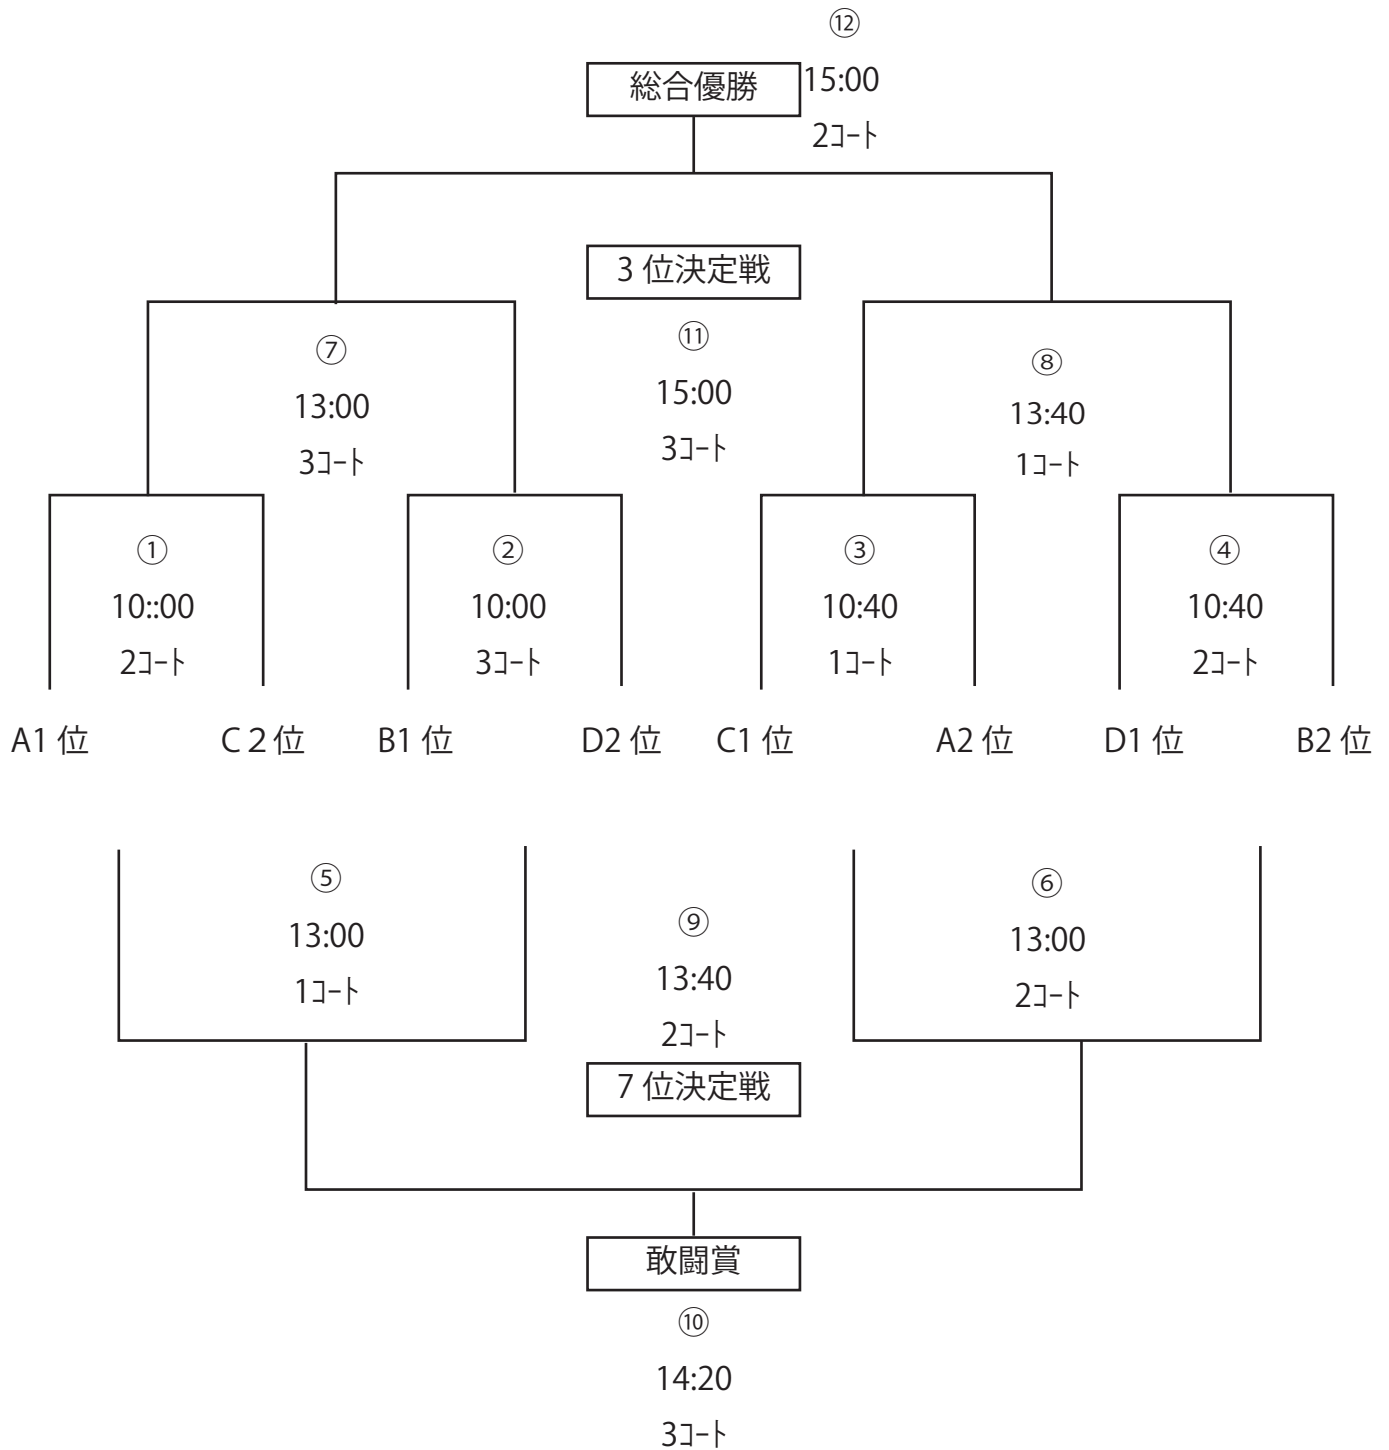 ⑫
総合優勝
15:00
2ｺｰﾄ
3 位決定戦
⑦
13:00
3ｺｰﾄ
⑪
15:00
3ｺｰﾄ
⑧
13:40
1ｺｰﾄ
①
10::00
2ｺｰﾄ
②
10:00
3ｺｰﾄ
③
10:40
1ｺｰﾄ
④
10:40
2ｺｰﾄ
A1 位
C２位
B1 位
D2 位
C1 位
A2 位
D1 位
B2 位
⑤
13:00
1ｺｰﾄ
⑨
13:40
2ｺｰﾄ
7 位決定戦
⑥
13:00
2ｺｰﾄ
敢闘賞
⑩
14:20
3ｺｰﾄ